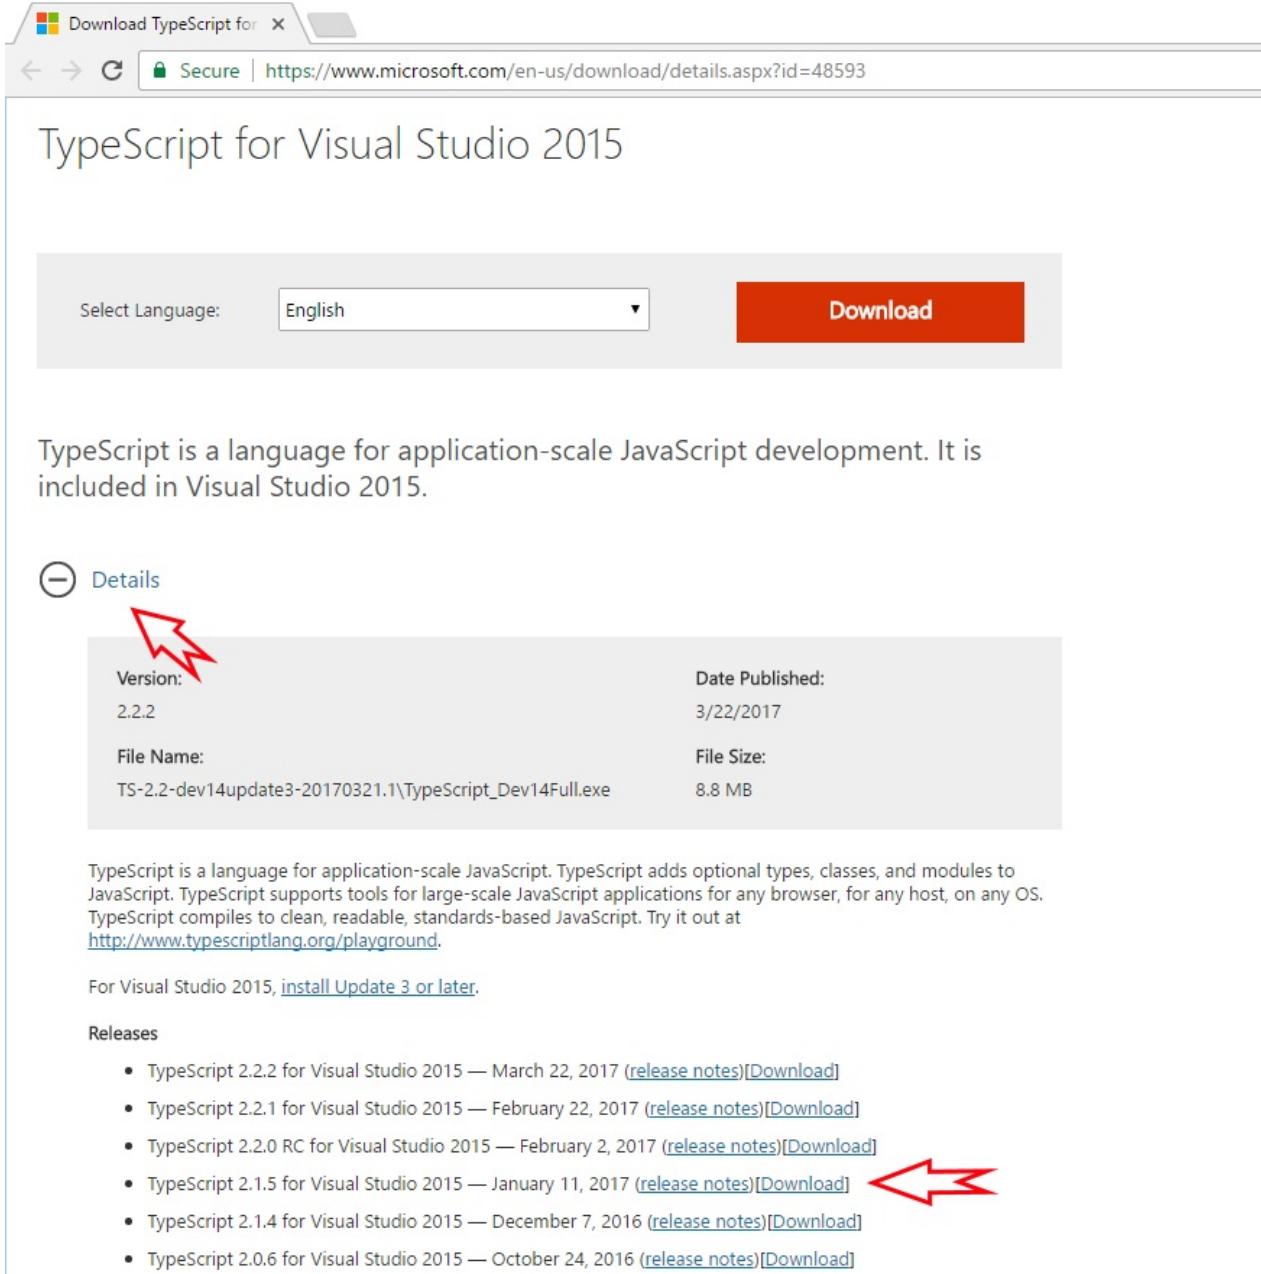 Download TypeScript for
Secure https://www.microsoft.com/en-us/download/details.aspx?id=48593
TypeScript for Visual Studio 2015
Select Language: English Download
TypeScript is a language for application-scale JavaScript development. It is
included in Visual Studio 2015.
Details
Version: Date Published:
2.2.2 3/22/2017
File Name: File Size:
TS-2.2-dev14update3-20170321.1\TypeScript_Dev14Full.exe 8.8 MB
TypeScript is a language for application-scale JavaScript. TypeScript adds optional types, classes, and modules to
JavaScript. TypeScript supports tools for large-scale JavaScript applications for any browser, for any host, on any OS.
TypeScript compiles to clean, readable, standards-based JavaScript. Try it out at
http://www.typescriptlang.org/playground.
For Visual Studio 2015, install Update 3 or later.
Releases
• TypeScript 2.2.2 for Visual Studio 2015 — March 22, 2017 (release notes)[Download]
• TypeScript 2.2.1 for Visual Studio 2015 — February 22, 2017 (release notes)[Download]
• TypeScript 2.2.0 RC for Visual Studio 2015 — February 2, 2017 (release notes)[Download]
• TypeScript 2.1.5 for Visual Studio 2015 — January 11, 2017 (release notes)[Download]
• TypeScript 2.1.4 for Visual Studio 2015 — December 7, 2016 (release notes)[Download]
• TypeScript 2.0.6 for Visual Studio 2015 — October 24, 2016 (release notes)[Download]